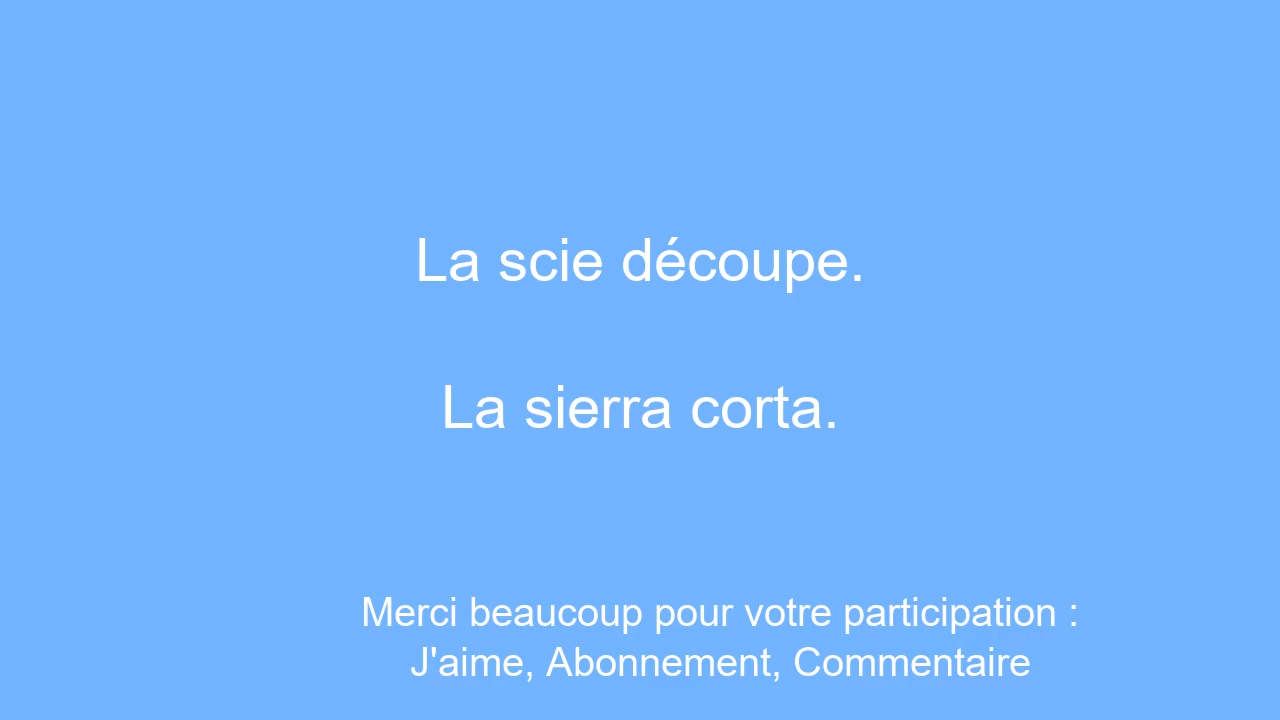 La scie découpe.
La sierra corta.
Merci beaucoup pour votre participation :
J'aime, Abonnement, Commentaire